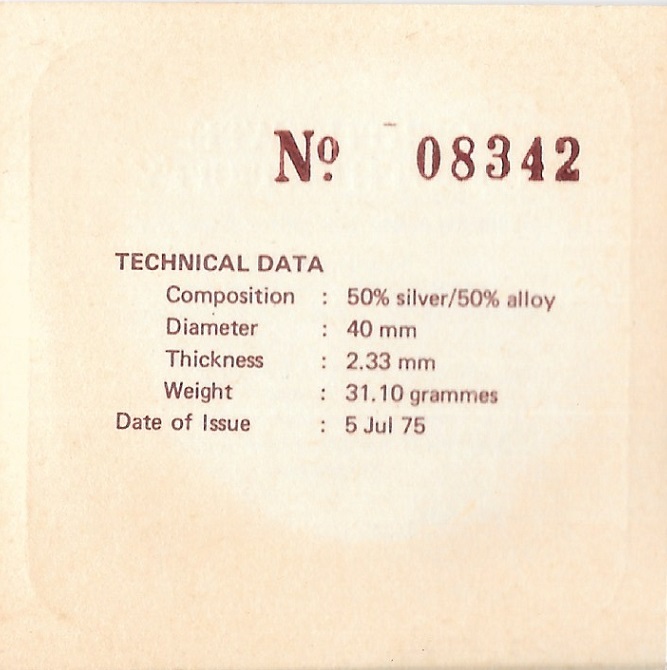 Nº 08342
TECHNICAL DATA
Composition : 50% silver/50% alloy
Diameter : 40 mm
Thickness : 2.33 mm
Weight : 31.10 grammes
Date of Issue : 5 Jul 75